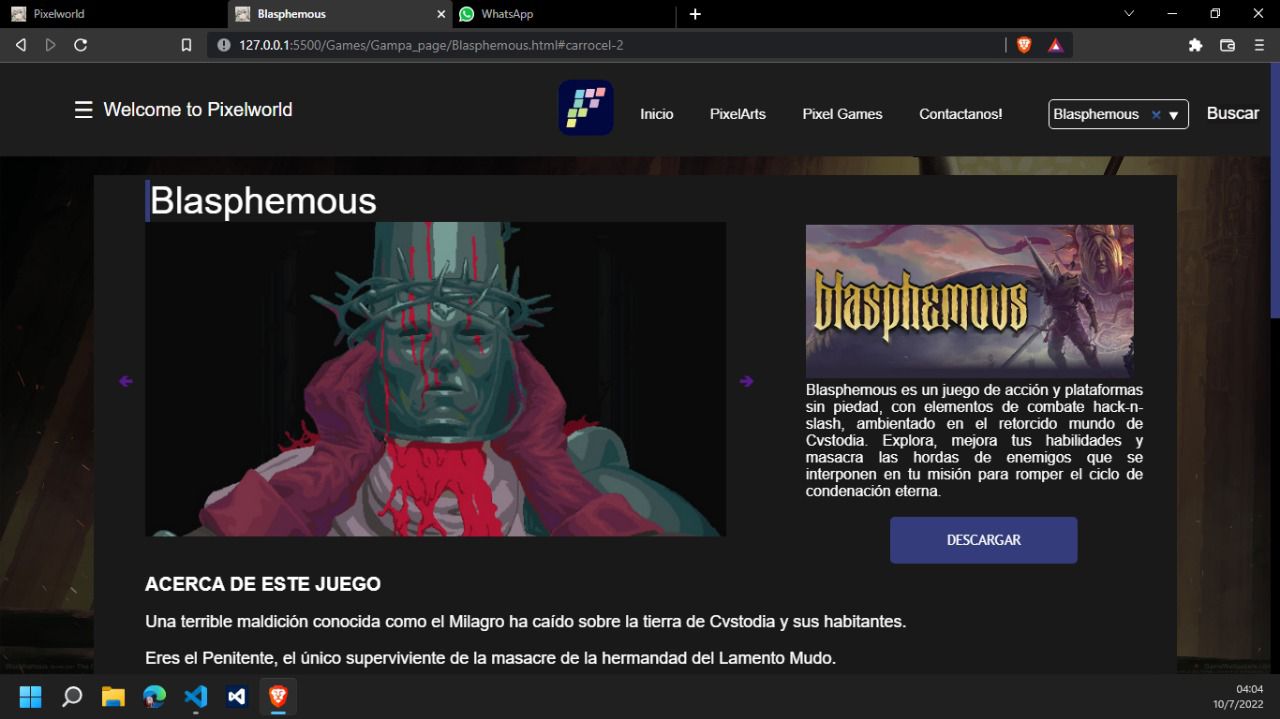 Pixelworld
Blasphemous
WhatsApp
127.0.0.1:5500/Games/Gampa_page/Blasphemous.html#carrocel-2
Welcome to Pixelworld
Inicio
PixelArts
Pixel Games
Contactanos!
Blasphemous
Buscar
Blasphemous
blasphemous
Blasphemous es un juego de acción y plataformas
sin piedad, con elementos de combate hack-n-
slash, ambientado en el retorcido mundo de
Cvstodia. Explora, mejora tus habilidades y
masacra las hordas de enemigos que se
interponen en tu misión para romper el ciclo de
condenación eterna.
DESCARGAR
ACERCA DE ESTE JUEGO
Una terrible maldición conocida como el Milagro ha caído sobre la tierra de Cvstodia y sus habitantes.
Eres el Penitente, el único superviviente de la masacre de la hermandad del Lamento Mudo.
04:04
10/7/2022